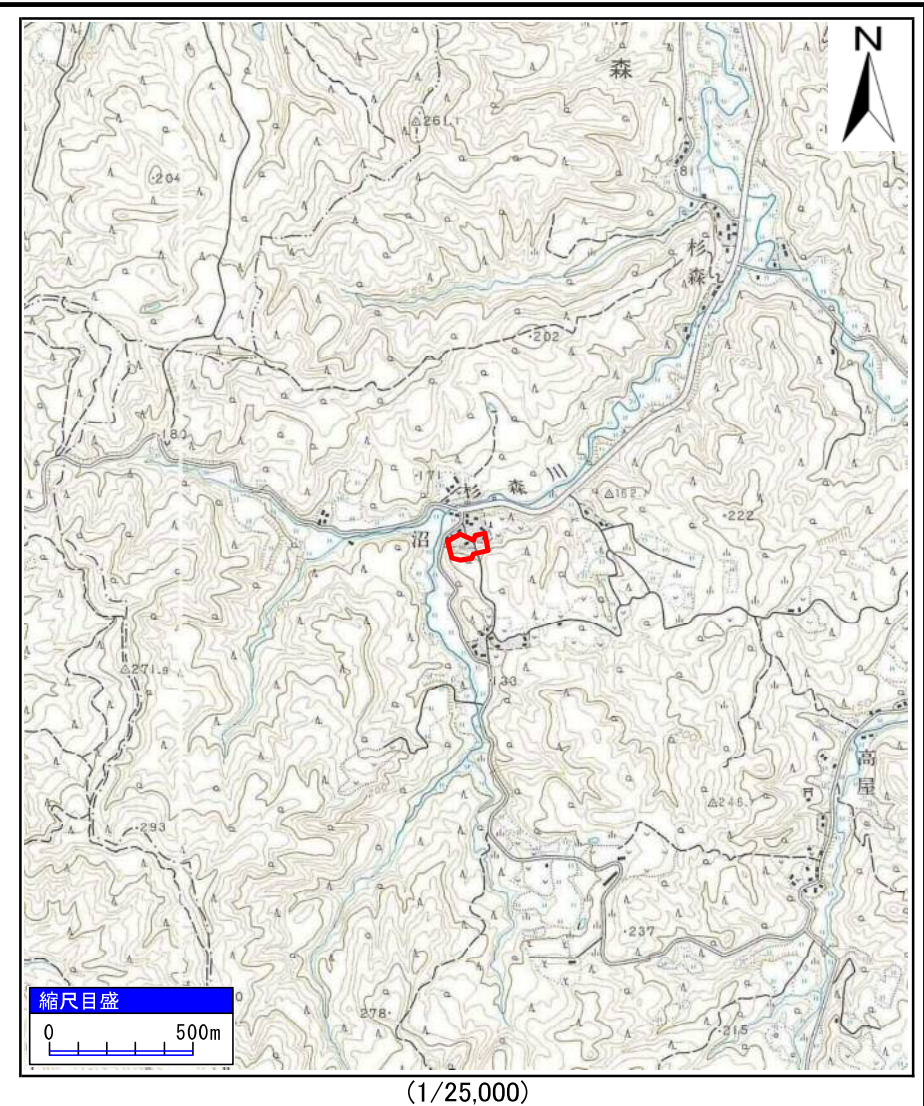 N
森
△261.1
・204
81
杉森
・202
180
・171
杉森川
△162.
・222
沼
△271.9
133
高屋
△246.
・293
・237
278・
・215
縮尺目盛
0 500m
(1/25,000)